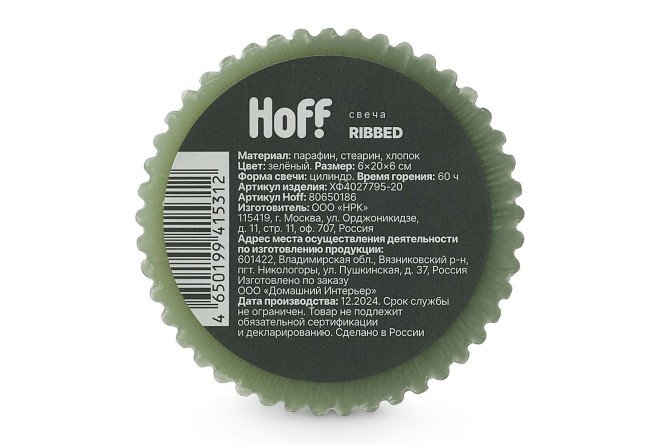 Hoff
свеча
RIBBED
Материал: парафин, стеарин, хлопок
Цвет: зелёный. Размер: 6×20×6 см
Форма свечи: цилиндр. Время горения: 60 ч
Артикул изделия: ХФ4027795-20
Артикул Hoff: 80650186
Изготовитель: ООО «НРК»
115419, г. Москва, ул. Орджоникидзе,
д. 11, стр. 11, оф. 707, Россия
Адрес места осуществления деятельности
по изготовлению продукции:
601422, Владимирская обл., Вязниковский р-н,
пгт. Никологоры, ул. Пушкинская, д. 37, Россия
Изготовлено по заказу
ООО «Домашний Интерьер»
Дата производства: 12.2024. Срок службы
не ограничен. Товар не подлежит
обязательной сертификации
и декларированию. Сделано в России
4 650199 415312